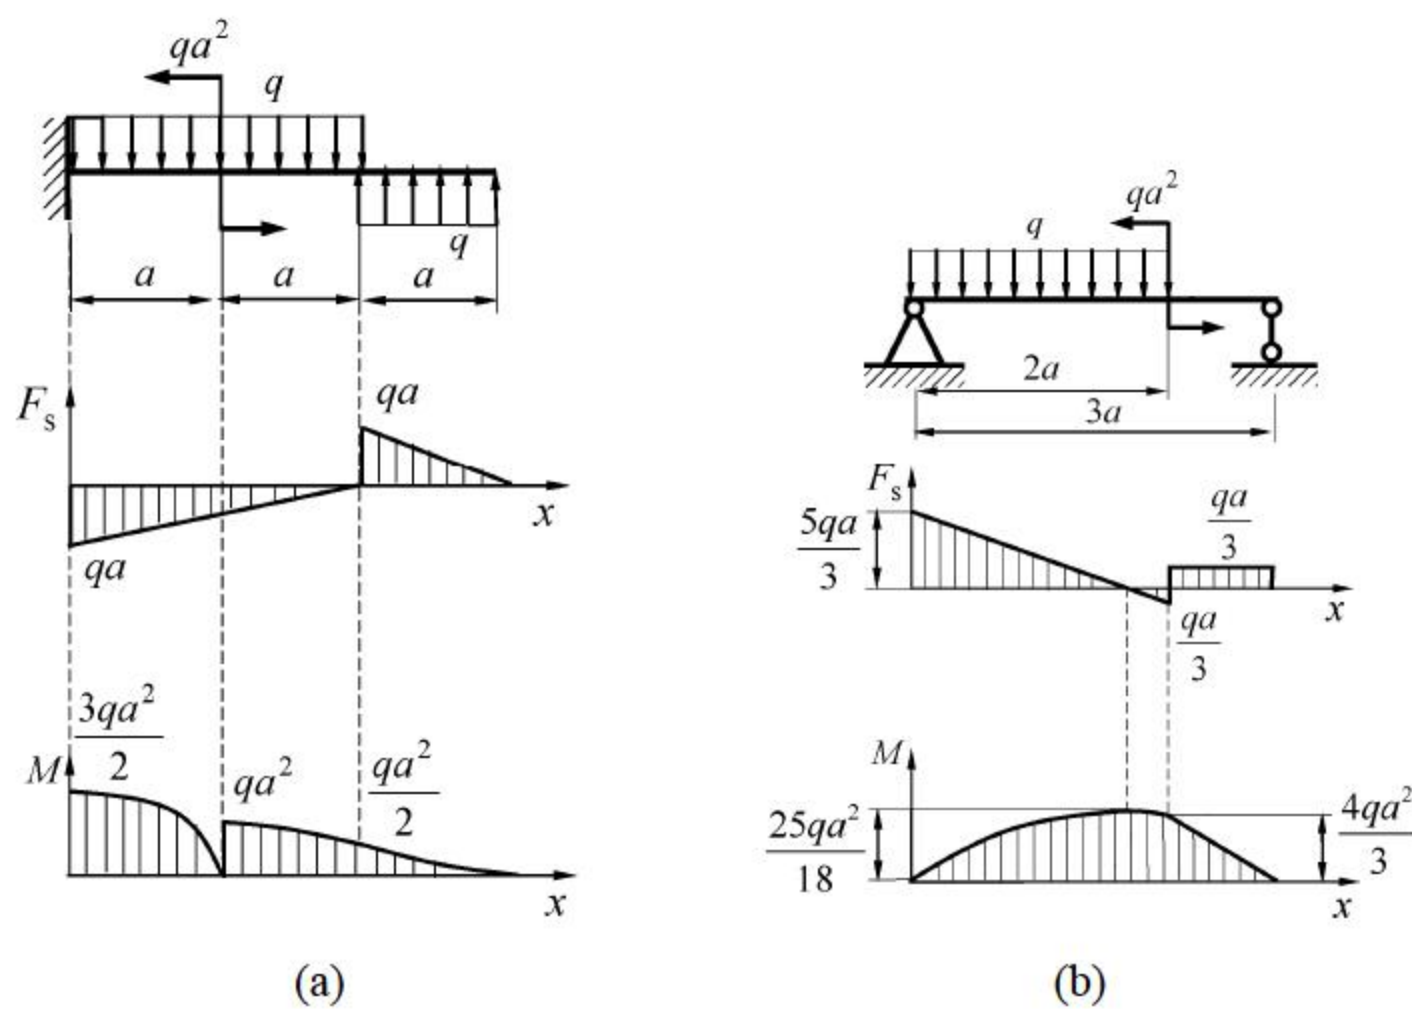 qa²
q
q
a a a
F_s
qa
x
qa
3qa²/2
M
qa²
qa²/2
x
(a)
qa²
q
2a
3a
F_s
5qa/3
qa/3
x
qa/3
M
25qa²/18
4qa²/3
x
(b)